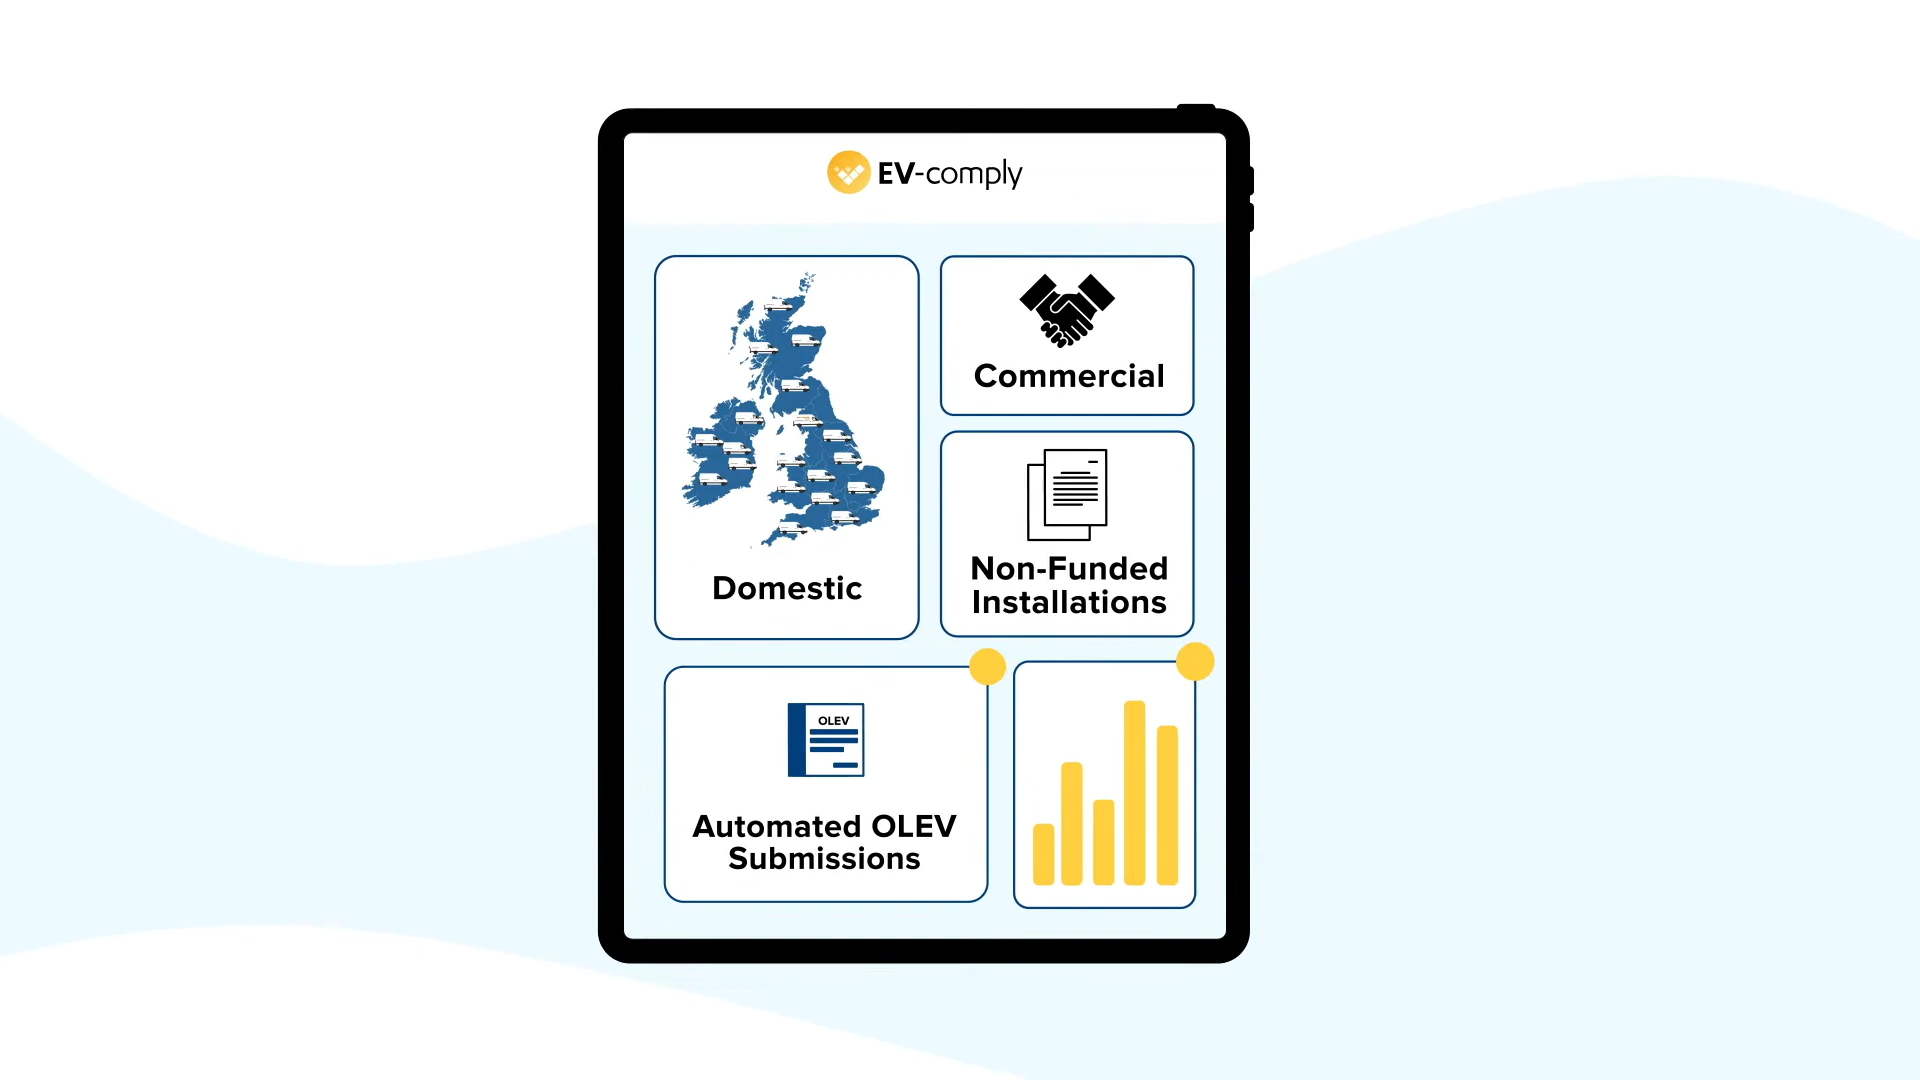 EV-comply
Domestic
Commercial
Non-Funded
Installations
OLEV
Automated OLEV
Submissions